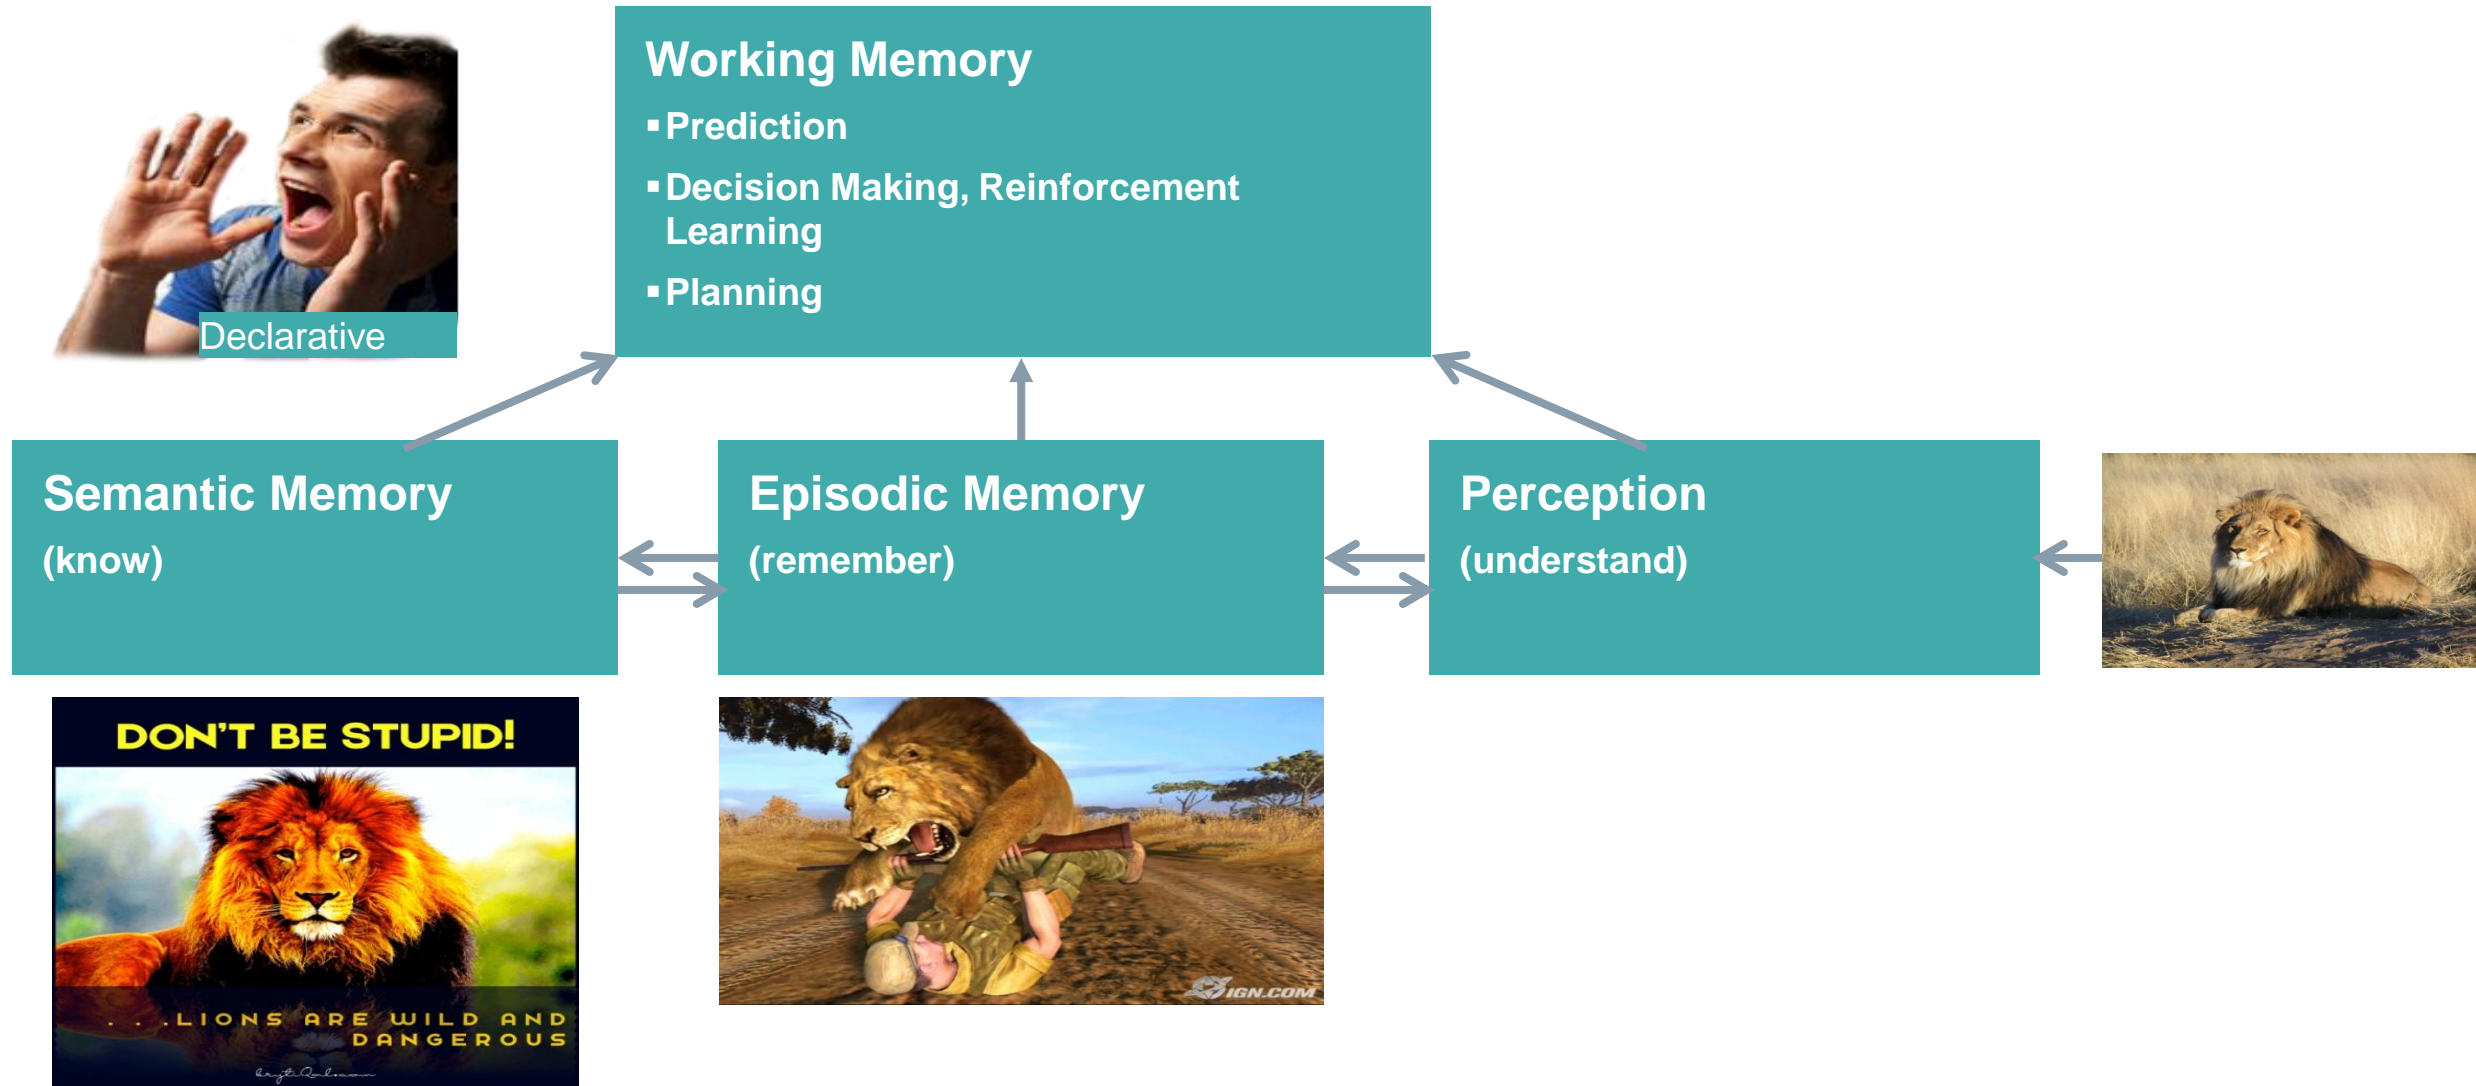 Working Memory
▪Prediction
▪Decision Making, Reinforcement
Learning
▪Planning
Declarative
Semantic Memory
(know)
Episodic Memory
(remember)
Perception
(understand)
DON'T BE STUPID!
...LIONS ARE WILD AND
DANGEROUS
IGN.COM